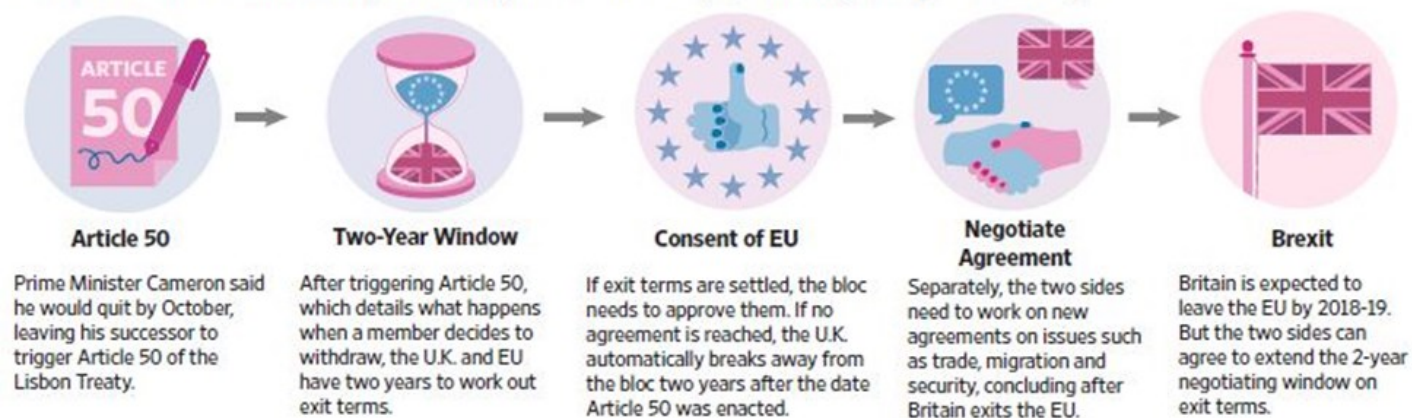 ARTICLE
50
Article 50
Prime Minister Cameron said
he would quit by October,
leaving his successor to
trigger Article 50 of the
Lisbon Treaty.
Two-Year Window
After triggering Article 50,
which details what happens
when a member decides to
withdraw, the U.K. and EU
have two years to work out
exit terms.
Consent of EU
If exit terms are settled, the bloc
needs to approve them. If no
agreement is reached, the U.K.
automatically breaks away from
the bloc two years after the date
Article 50 was enacted.
Negotiate
Agreement
Separately, the two sides
need to work on new
agreements on issues such
as trade, migration and
security, concluding after
Britain exits the EU.
Brexit
Britain is expected to
leave the EU by 2018-19.
But the two sides can
agree to extend the 2-year
negotiating window on
exit terms.